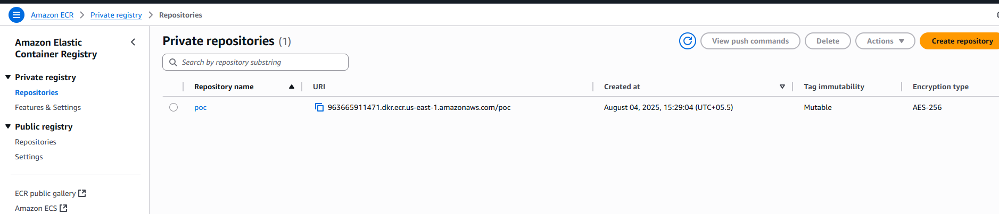 Amazon ECR > Private registry > Repositories
Amazon Elastic
Container Registry
Private registry
Repositories
Features & Settings
Public registry
Repositories
Settings
ECR public gallery
Amazon ECS
Private repositories (1)
View push commands
Delete
Actions
Create repository
Search by repository substring
Repository name URI Created at Tag immutability Encryption type
poc 963665911471.dkr.ecr.us-east-1.amazonaws.com/poc August 04, 2025, 15:29:04 (UTC+05.5) Mutable AES-256